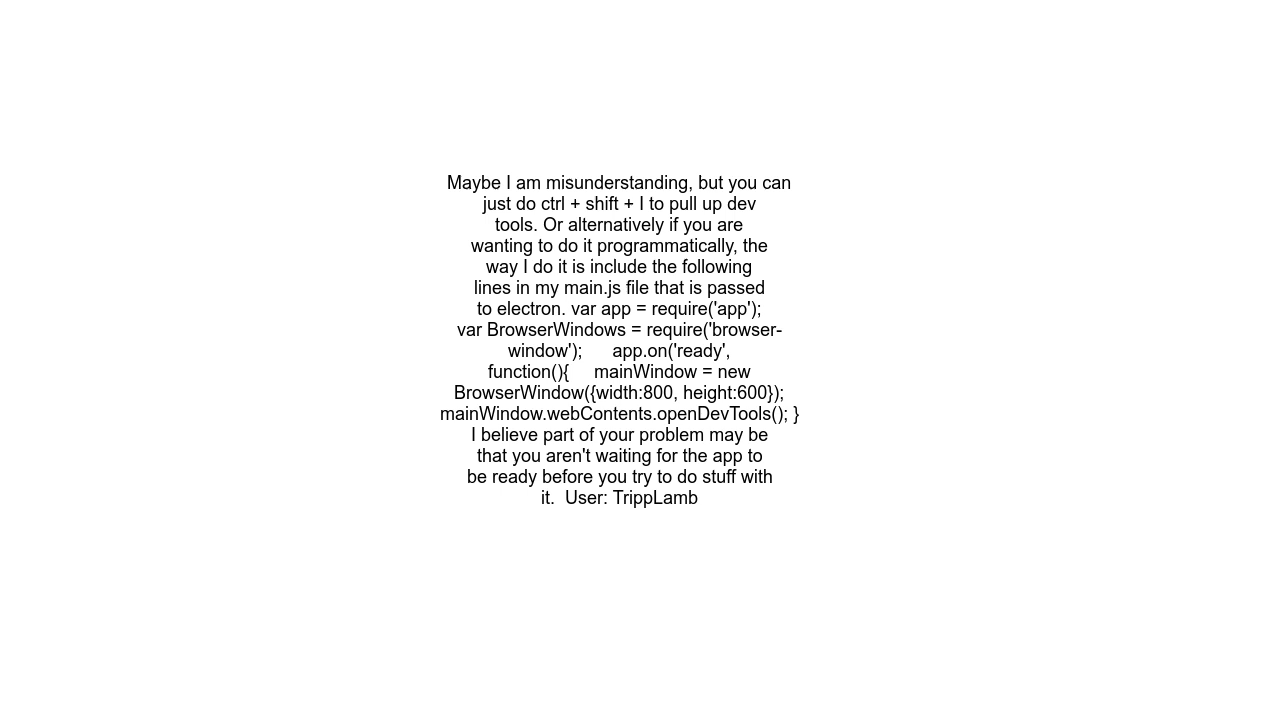 Maybe I am misunderstanding, but you can
just do ctrl + shift + I to pull up dev
tools. Or alternatively if you are
wanting to do it programmatically, the
way I do it is include the following
lines in my main.js file that is passed
to electron. var app = require('app');
var BrowserWindows = require('browser-
window');      app.on('ready',
function(){     mainWindow = new
BrowserWindow({width:800, height:600});
mainWindow.webContents.openDevTools(); }
I believe part of your problem may be
that you aren't waiting for the app to
be ready before you try to do stuff with
it.  User: TrippLamb